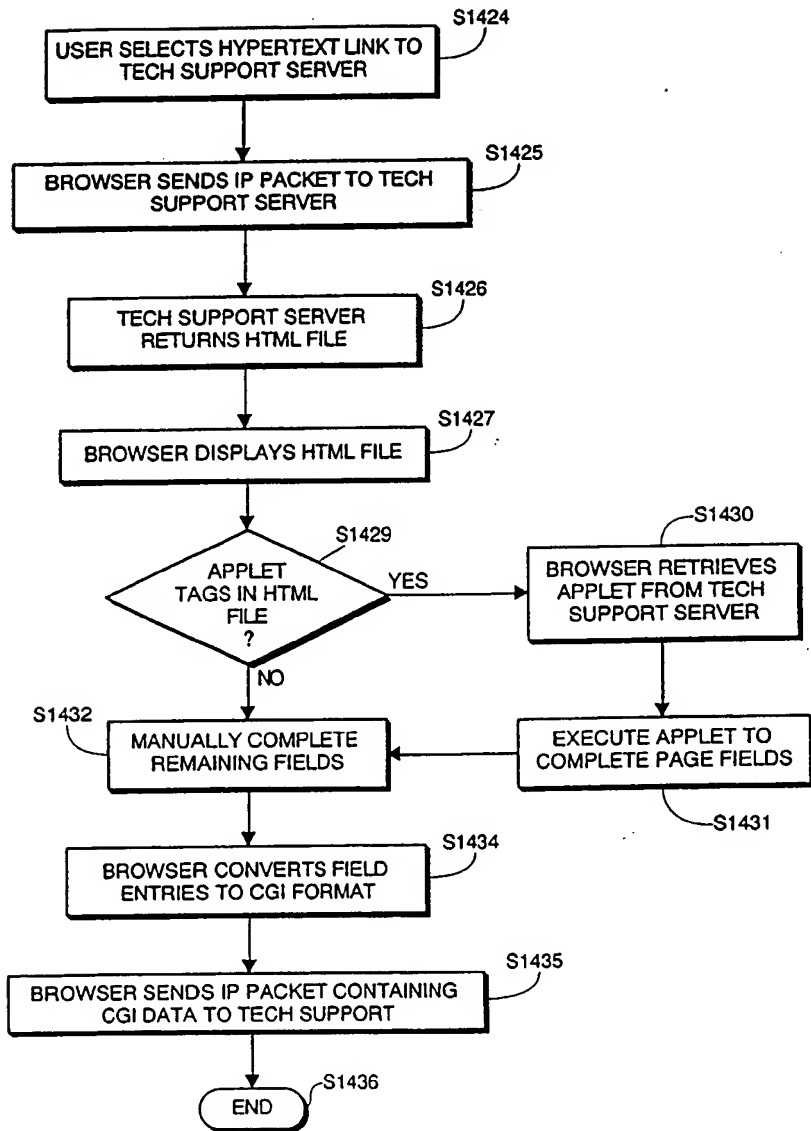 S1424
USER SELECTS HYPERTEXT LINK TO
TECH SUPPORT SERVER
S1425
BROWSER SENDS IP PACKET TO TECH
SUPPORT SERVER
S1426
TECH SUPPORT SERVER
RETURNS HTML FILE
S1427
BROWSER DISPLAYS HTML FILE
S1429
APPLET
TAGS IN HTML
FILE
?
YES
NO
S1430
BROWSER RETRIEVES
APPLET FROM TECH
SUPPORT SERVER
EXECUTE APPLET TO
COMPLETE PAGE FIELDS
S1431
S1432
MANUALLY COMPLETE
REMAINING FIELDS
S1434
BROWSER CONVERTS FIELD
ENTRIES TO CGI FORMAT
S1435
BROWSER SENDS IP PACKET CONTAINING
CGI DATA TO TECH SUPPORT
S1436
END